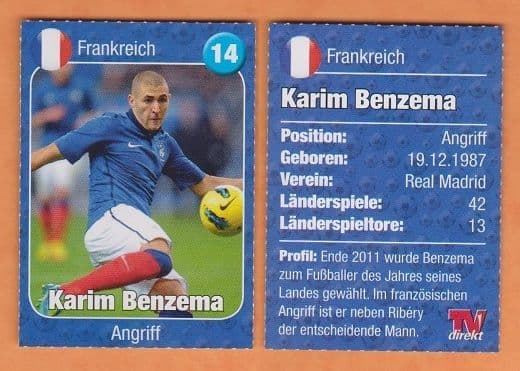 Frankreich
14
Karim Benzema
Angriff
Frankreich
Karim Benzema
Position: Angriff
Geboren: 19.12.1987
Verein: Real Madrid
Länderspiele: 42
Länderspieltore: 13
Profil: Ende 2011 wurde Benzema
zum Fußballer des Jahres seines
Landes gewählt. Im französischen
Angriff ist er neben Ribéry
der entscheidende Mann.
TV
direkt